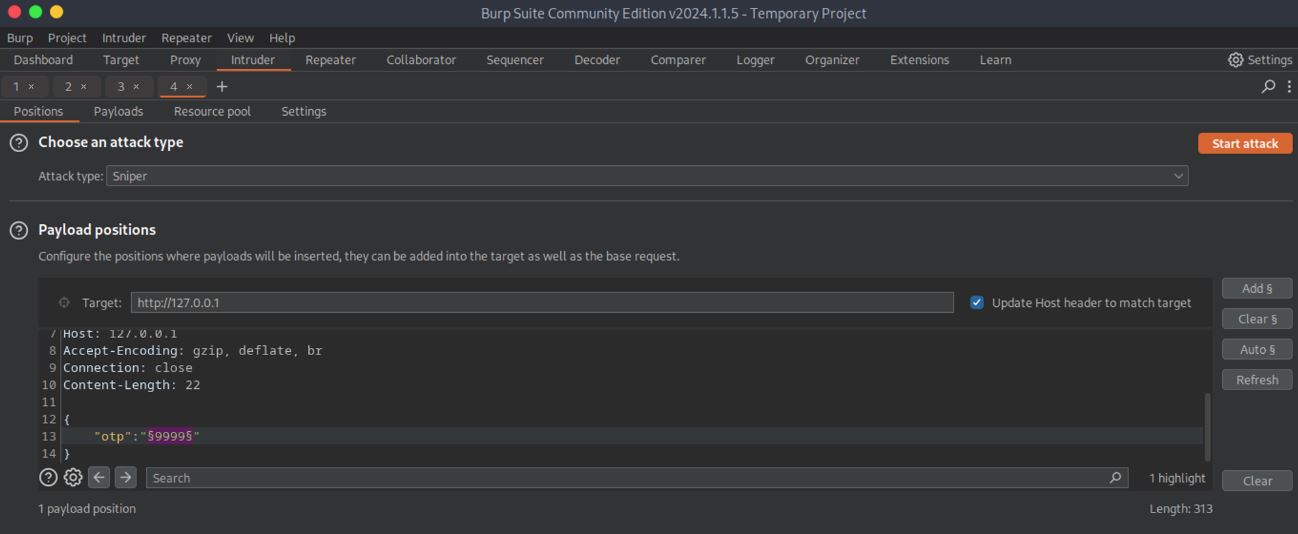 Burp Suite Community Edition v2024.1.1.5 - Temporary Project
Burp Project Intruder Repeater View Help
Dashboard Target Proxy Intruder Repeater Collaborator Sequencer Decoder Comparer Logger Organizer Extensions Learn Settings
1 × 2 × 3 × 4 × +
Positions Payloads Resource pool Settings
? Choose an attack type Start attack
Attack type: Sniper
? Payload positions
Configure the positions where payloads will be inserted, they can be added into the target as well as the base request.
Target: http://127.0.0.1 Update Host header to match target Add §
7 Host: 127.0.0.1 Clear §
8 Accept-Encoding: gzip, deflate, br Auto §
9 Connection: close
10 Content-Length: 22 Refresh
11
12 {
13 "otp":"§9999§"
14 }
? Search 1 highlight Clear
1 payload position Length: 313